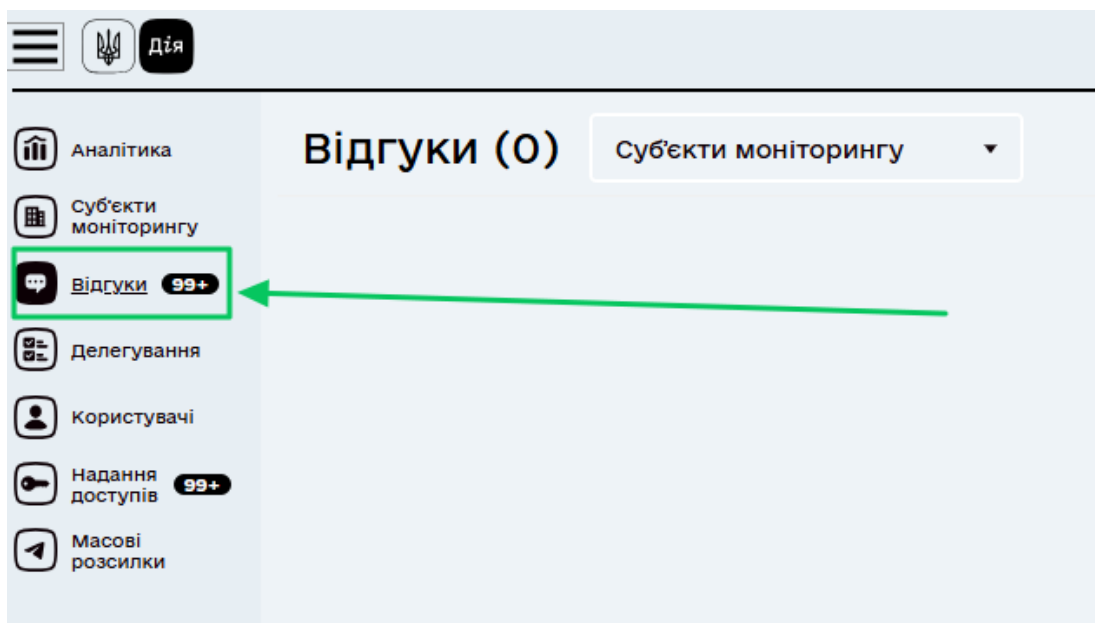 Дія
Відгуки (0)
Суб'єкти моніторингу
Аналітика
Суб'єкти
моніторингу
Відгуки 99+
Делегування
Користувачі
Надання
доступів 99+
Масові
розсилки